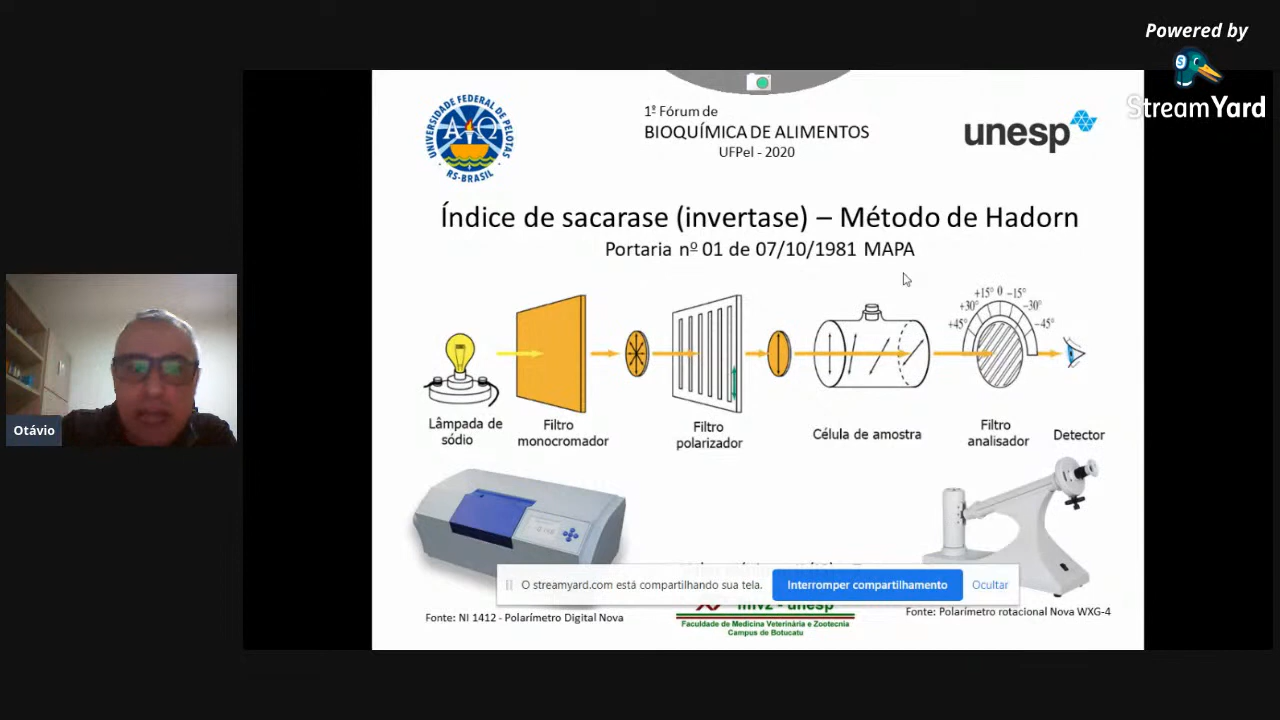 Powered by
StreamYard
UNIVERSIDADE FEDERAL DE PELOTAS
RS-BRASIL
1º Fórum de
BIOQUÍMICA DE ALIMENTOS
UFPel - 2020
unesp
Índice de sacarase (invertase) – Método de Hadorn
Portaria nº 01 de 07/10/1981 MAPA
+15° 0 -15°
+30° -30°
+45° -45°
Lâmpada de
sódio
Filtro
monocromador
Filtro
polarizador
Célula de amostra
Filtro
analisador
Detector
Otávio
O streamyard.com está compartilhando sua tela.
Interromper compartilhamento
Ocultar
fmvz - unesp
Faculdade de Medicina Veterinária e Zootecnia
Campus de Botucatu
Fonte: NI 1412 - Polarímetro Digital Nova
Fonte: Polarímetro rotacional Nova WXG-4